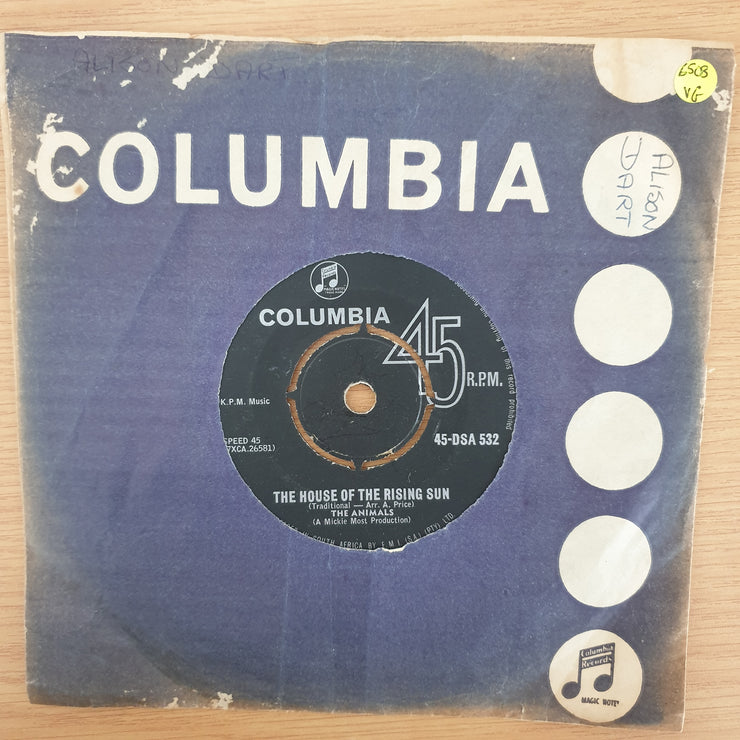 ALISON DART
6508
VG
COLUMBIA
ALISON
DART
COLUMBIA
45
R.P.M.
K.P.M. Music
SPEED 45
7XCA.26581)
45-DSA 532
THE HOUSE OF THE RISING SUN
(Traditional — Arr. A. Price)
THE ANIMALS
(A Mickie Most Production)
SOUTH AFRICA BY E.M.I. (S.A.) (PTY) LTD.
record prohibited
Columbia
Records
MAGIC NOTES